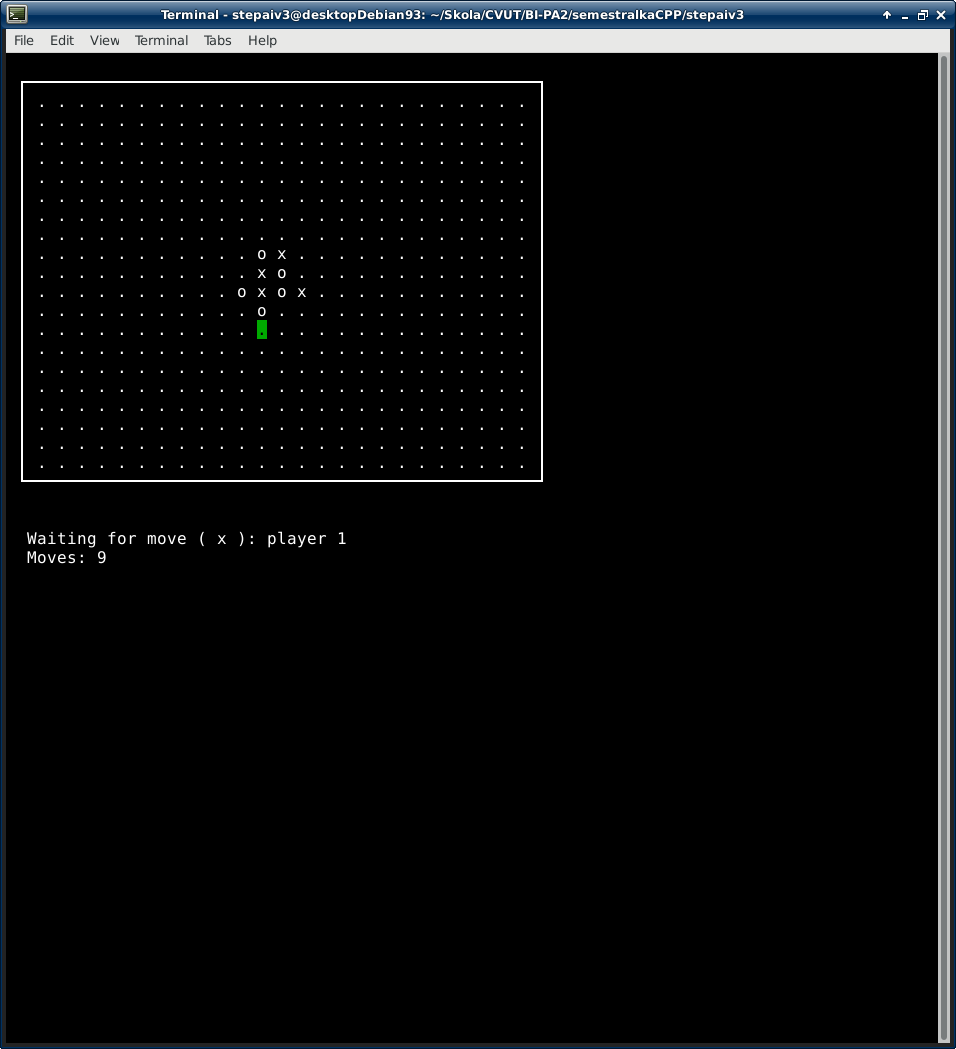 Terminal - stepaiv3@desktopDebian93: ~/Skola/CVUT/BI-PA2/semestralkaCPP/stepaiv3
File Edit View Terminal Tabs Help
. . . . . . . . . . . . . . . . . . . . . . . . .
. . . . . . . . . . . . . . . . . . . . . . . . .
. . . . . . . . . . . . . . . . . . . . . . . . .
. . . . . . . . . . . . . . . . . . . . . . . . .
. . . . . . . . . . . . . . . . . . . . . . . . .
. . . . . . . . . . . . . . . . . . . . . . . . .
. . . . . . . . . . . . . . . . . . . . . . . . .
. . . . . . . . . . . . . . . . . . . . . . . . .
. . . . . . . . . . . o x . . . . . . . . . . . .
. . . . . . . . . . . x o . . . . . . . . . . . .
. . . . . . . . . . o x o x . . . . . . . . . . .
. . . . . . . . . . . o . . . . . . . . . . . . .
. . . . . . . . . . . . . . . . . . . . . . . . .
. . . . . . . . . . . . . . . . . . . . . . . . .
. . . . . . . . . . . . . . . . . . . . . . . . .
. . . . . . . . . . . . . . . . . . . . . . . . .
. . . . . . . . . . . . . . . . . . . . . . . . .
. . . . . . . . . . . . . . . . . . . . . . . . .
. . . . . . . . . . . . . . . . . . . . . . . . .
. . . . . . . . . . . . . . . . . . . . . . . . .
Waiting for move ( x ): player 1
Moves: 9